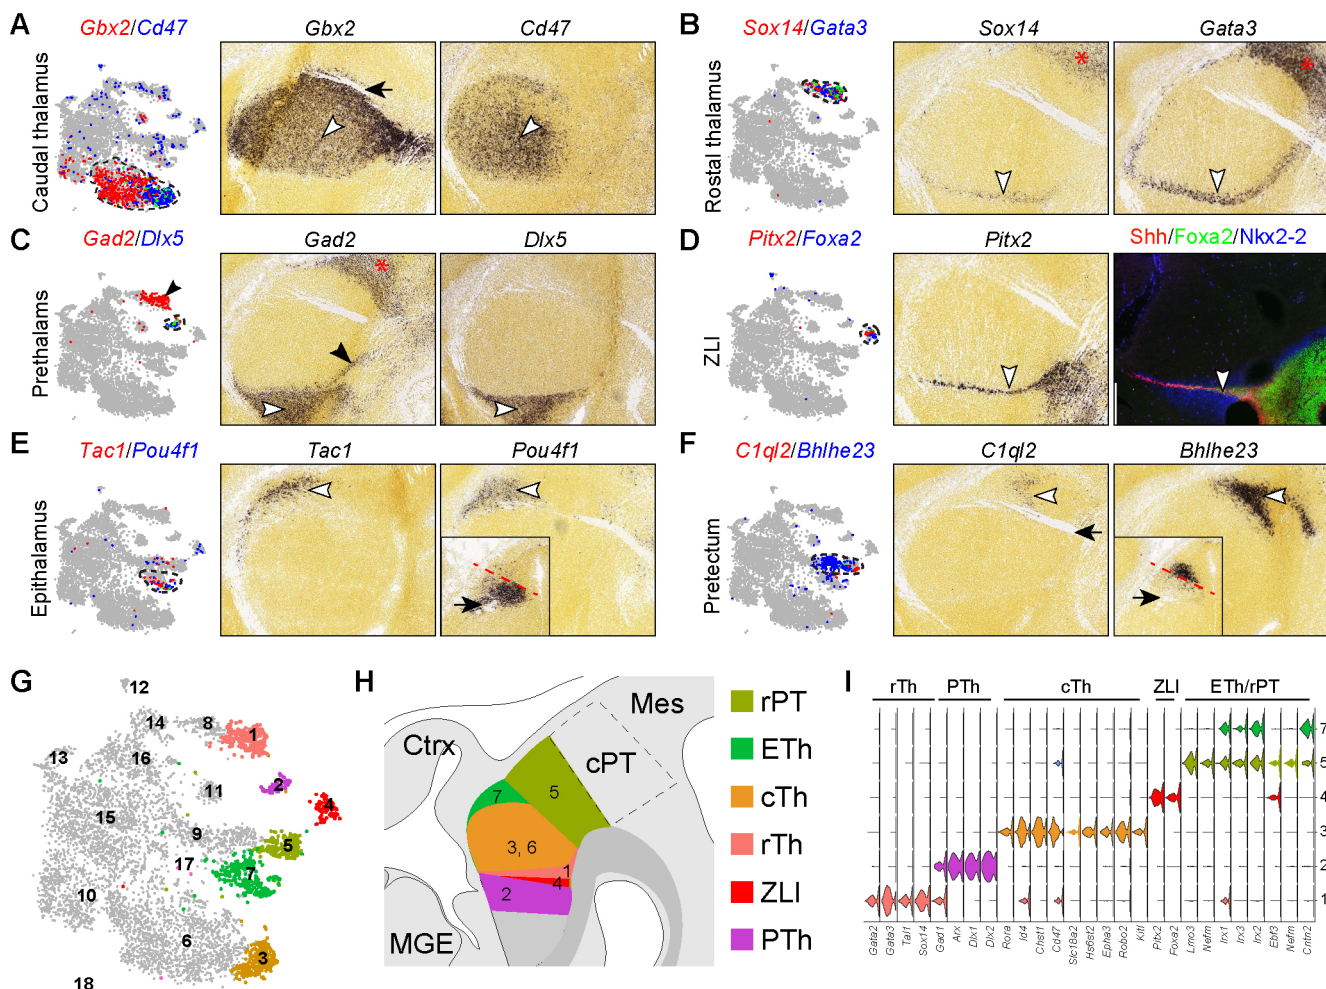 A Gbx2/Cd47 Gbx2 Cd47
Caudal thalamus
B Sox14/Gata3 Sox14 Gata3
Rostal thalamus
* *
C Gad2/Dlx5 Gad2 Dlx5
Prethalams
*
D Pitx2/Foxa2 Pitx2 Shh/Foxa2/Nkx2-2
ZLI
E Tac1/Pou4f1 Tac1 Pou4f1
Epithalamus
F C1ql2/Bhlhe23 C1ql2 Bhlhe23
Pretectum
G
12
14 8 1
13 16 2
11 4
15
9 5
17 7
10
6
3
18
H
Ctrx
Mes
cPT
5
7
3, 6
1
4
2
MGE
rPT
ETh
cTh
rTh
ZLI
PTh
I rTh PTh cTh ZLI ETh/rPT
7
5
4
3
2
1
Gata2
Gata3
Tal1
Sox14
Gad1
Arx
Dlx1
Dlx2
Rora
Id4
Chst1
Cd47
Slc18a2
Hs6st2
Epha3
Robo2
Kitl
Pitx2
Foxa2
Lmo3
Nefm
Irx1
Irx3
Irx2
Ebf3
Nefm
Cntn2